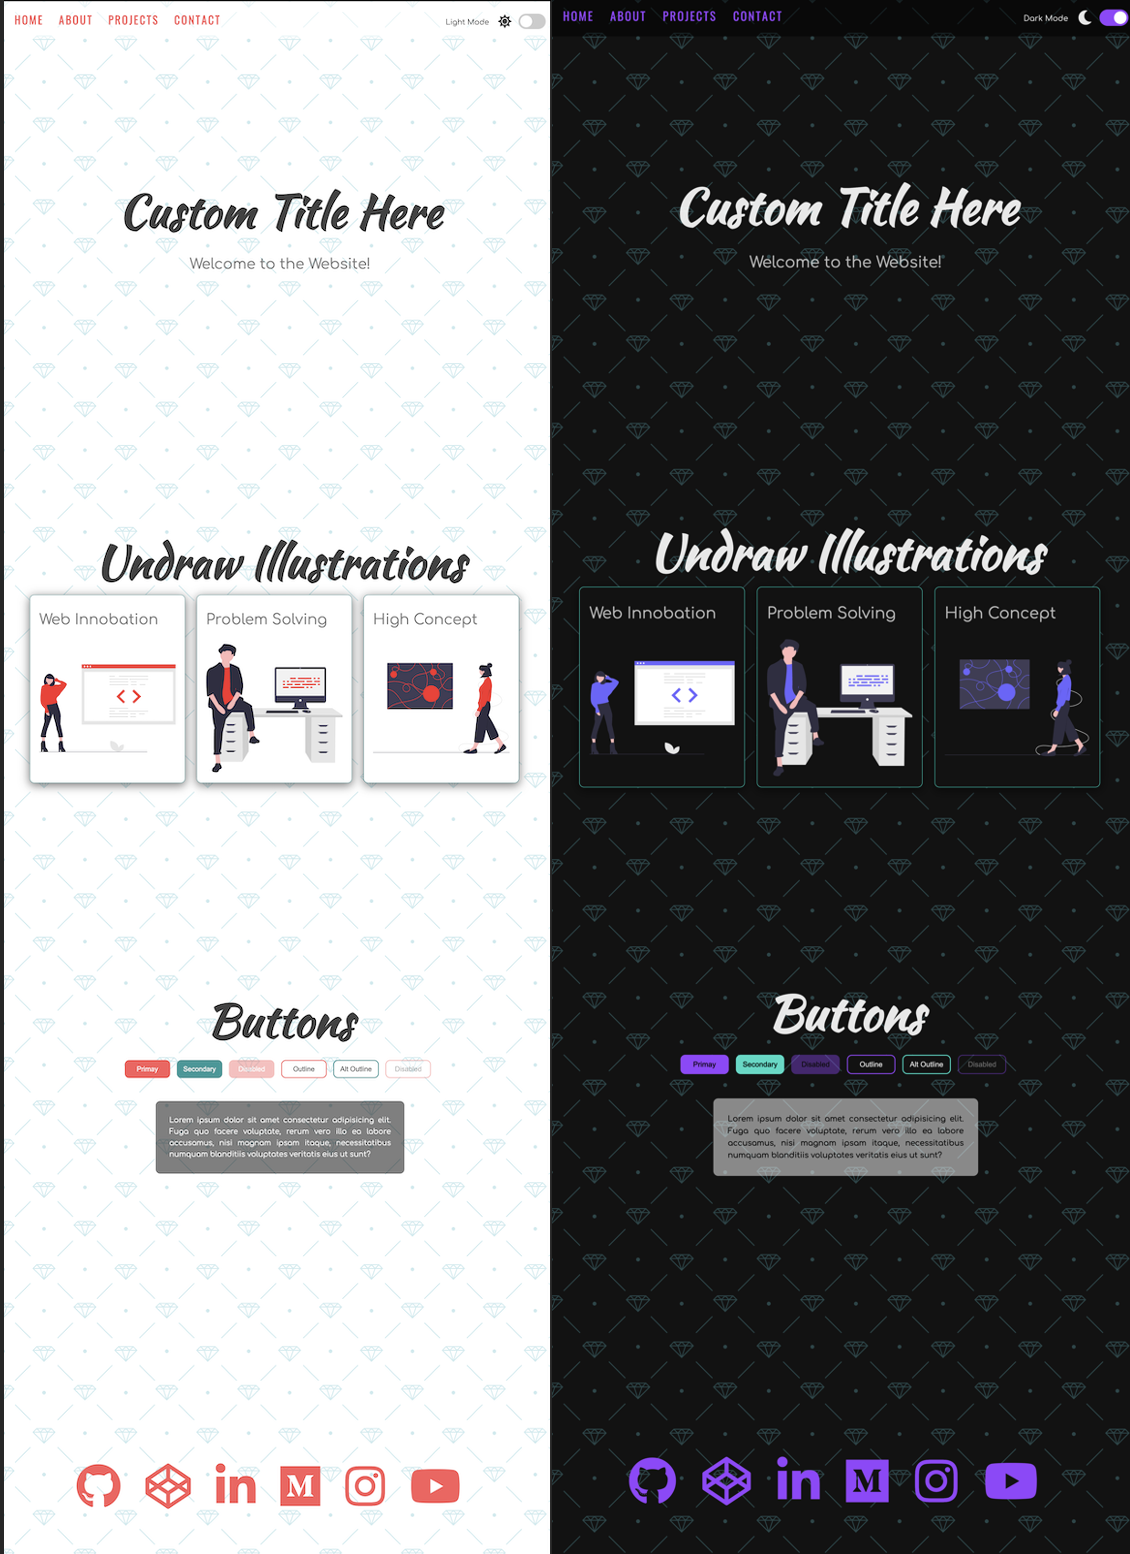 HOME ABOUT PROJECTS CONTACT
Light Mode
Custom Title Here
Welcome to the Website!
Undraw Illustrations
Web Innobation
Problem Solving
High Concept
Buttons
Primay Secondary Disabled Outline Alt Outline Disabled
Lorem ipsum dolor sit amet consectetur adipisicing elit.
Fuga quo facere voluptate, rerum vero illo ea labore
accusamus, nisi magnam ipsam itaque, necessitatibus
numquam blanditiis voluptates veritatis eius ut sunt?
in M
HOME ABOUT PROJECTS CONTACT
Dark Mode
Custom Title Here
Welcome to the Website!
Undraw Illustrations
Web Innobation
Problem Solving
High Concept
Buttons
Primay Secondary Disabled Outline Alt Outline Disabled
Lorem ipsum dolor sit amet consectetur adipisicing elit.
Fuga quo facere voluptate, rerum vero illo ea labore
accusamus, nisi magnam ipsam itaque, necessitatibus
numquam blanditiis voluptates veritatis eius ut sunt?
in M